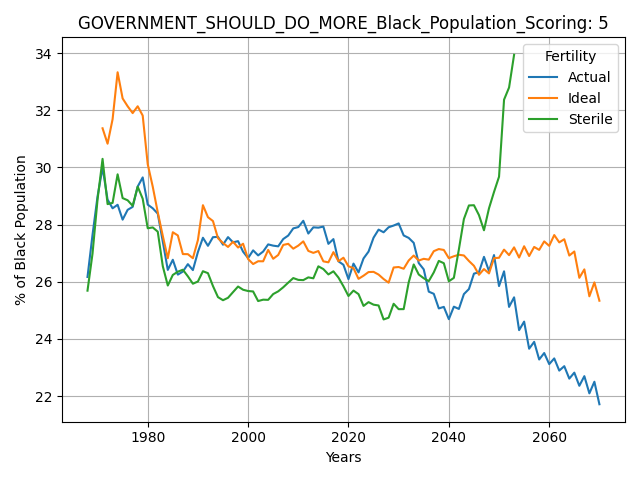 GOVERNMENT_SHOULD_DO_MORE_Black_Population_Scoring: 5
34
32
30
28
26
24
22
% of Black Population
Fertility
Actual
Ideal
Sterile
1980
2000
2020
2040
2060
Years